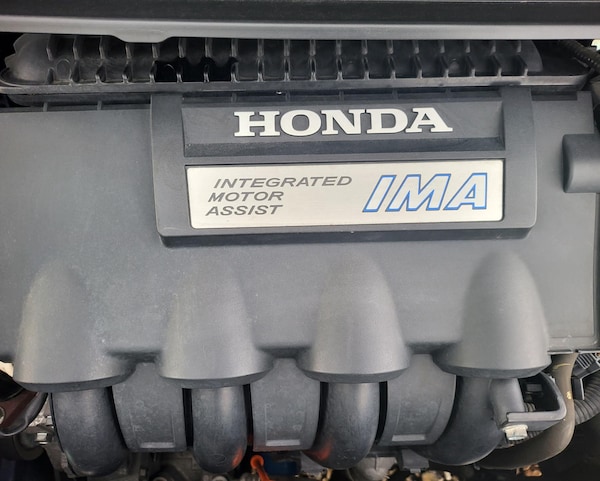 HONDA
INTEGRATED
MOTOR
ASSIST
IMA